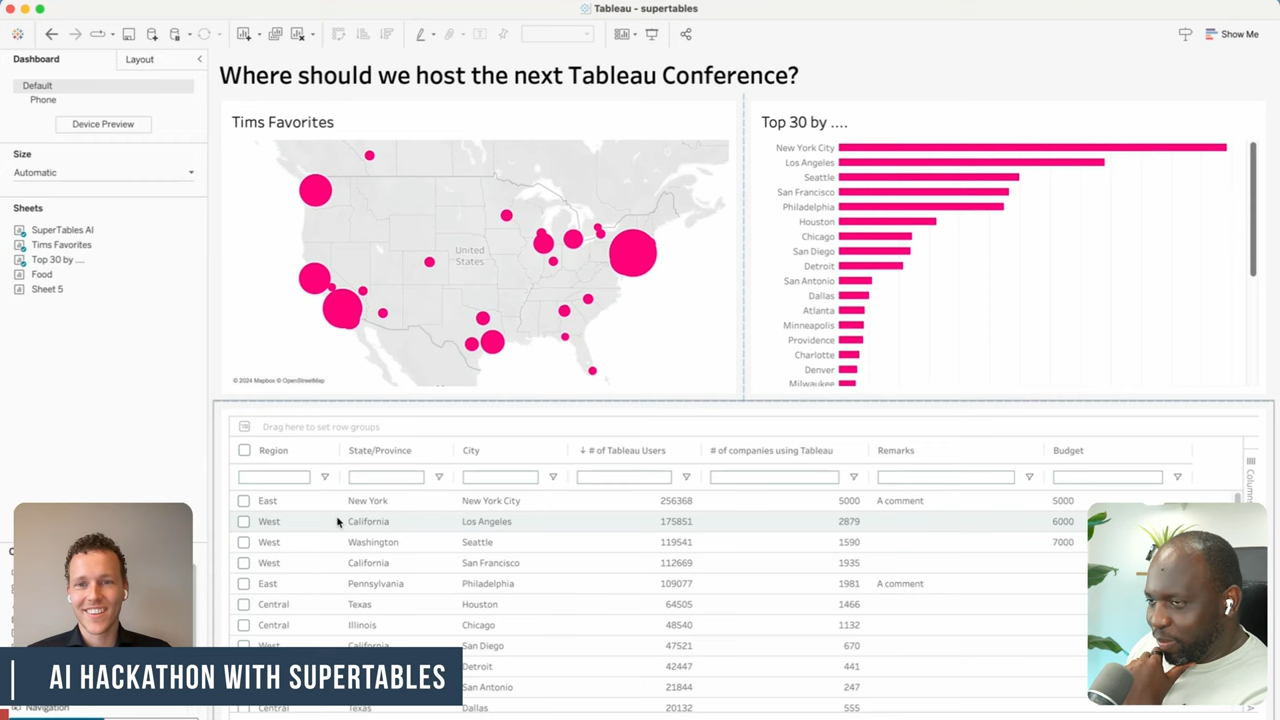 Tableau - supertables
Show Me
Dashboard
Layout
Default
Phone
Device Preview
Size
Automatic
Sheets
SuperTables AI
Tims Favorites
Top 30 by ....
Food
Sheet 5
Navigation
Where should we host the next Tableau Conference?
Tims Favorites
United
States
© 2024 Mapbox © OpenStreetMap
Top 30 by ....
New York City
Los Angeles
Seattle
San Francisco
Philadelphia
Houston
Chicago
San Diego
Detroit
San Antonio
Dallas
Atlanta
Minneapolis
Providence
Charlotte
Denver
Milwaukee
Drag here to set row groups
Region State/Province City # of Tableau Users # of companies using Tableau Remarks Budget
Columns
East New York New York City 256368 5000 A comment 5000
West California Los Angeles 175851 2879 6000
West Washington Seattle 119541 1590 7000
West California San Francisco 112669 1935
East Pennsylvania Philadelphia 109077 1981 A comment
Central Texas Houston 64505 1466
Central Illinois Chicago 48540 1132
West California San Diego 47521 670
Detroit 42447 441
San Antonio 21844 247
Central Texas Dallas 20132 555
AI HACKATHON WITH SUPERTABLES